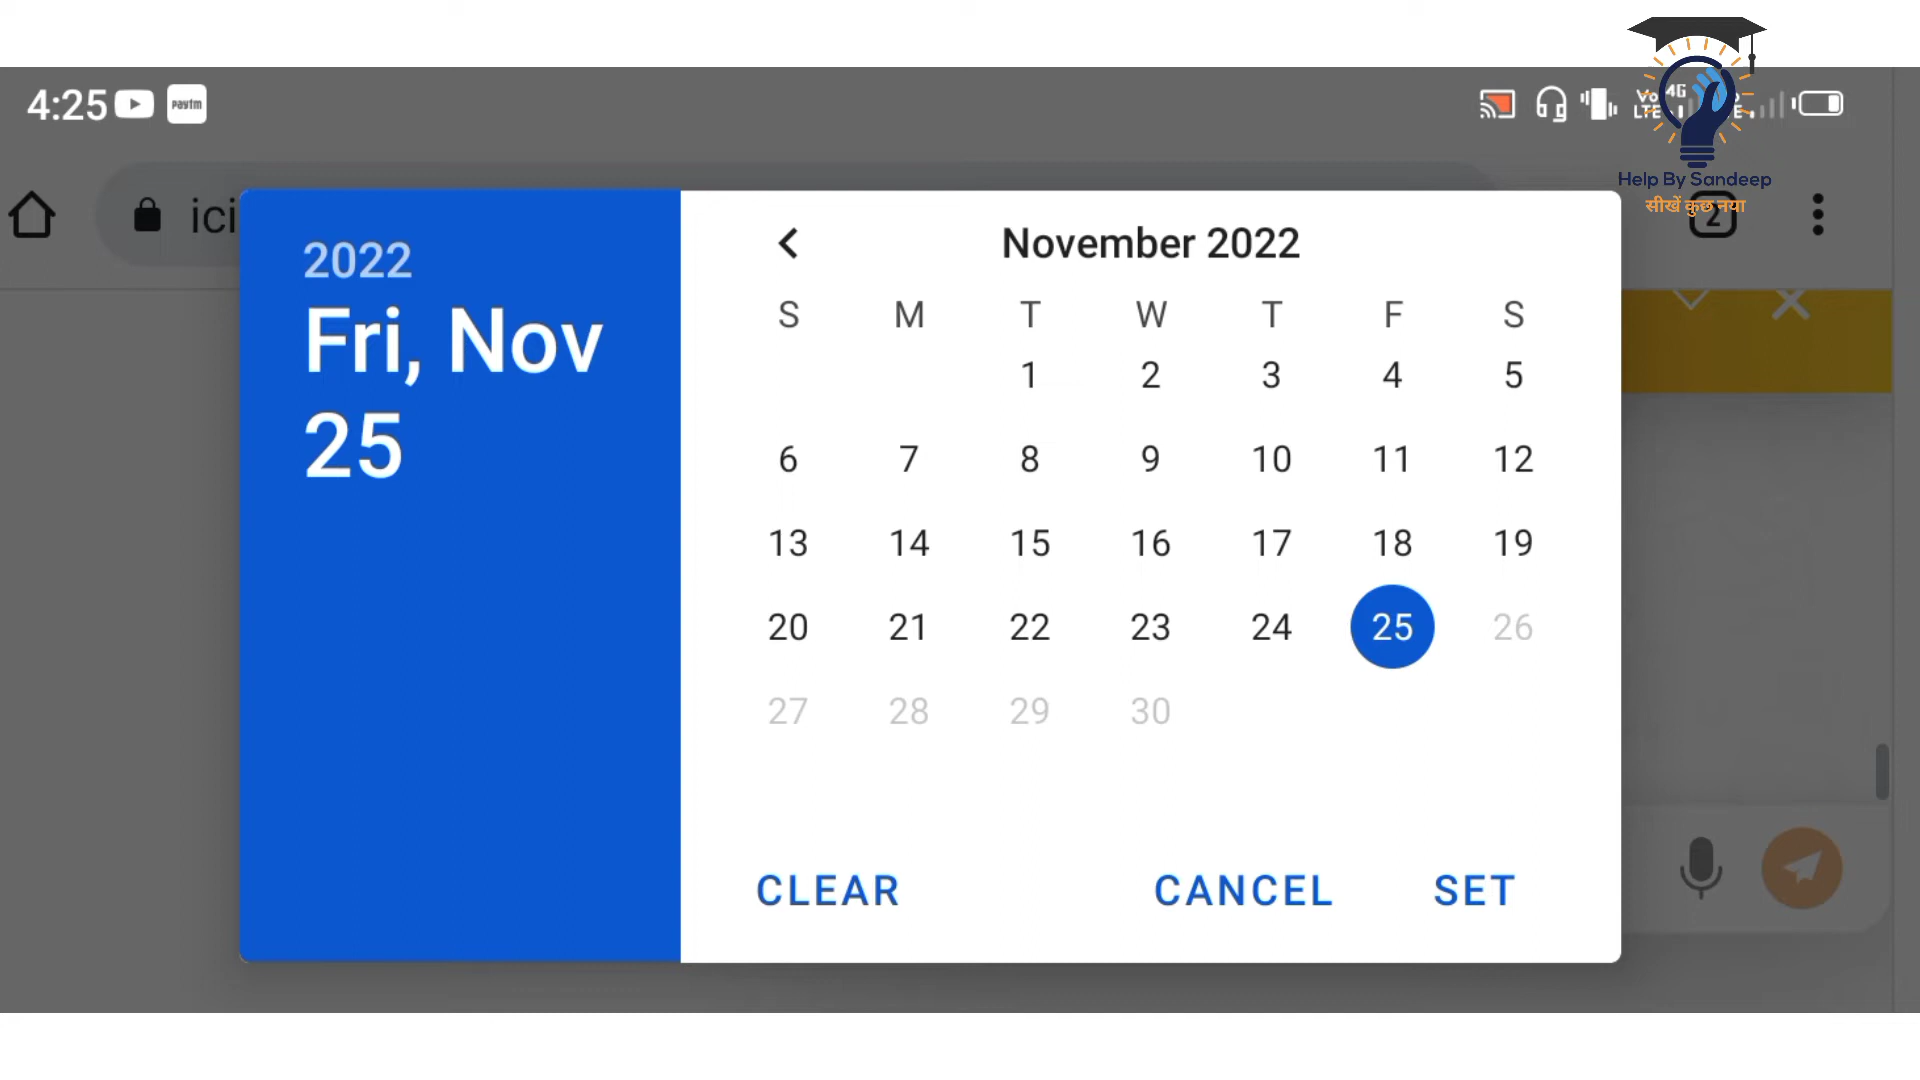 4:25
paytm
4G
Help By Sandeep
सीखें कुछ नया
ici
2
2022
Fri, Nov
25
November 2022
S M T W T F S
1 2 3 4 5
6 7 8 9 10 11 12
13 14 15 16 17 18 19
20 21 22 23 24 25 26
27 28 29 30
CLEAR CANCEL SET